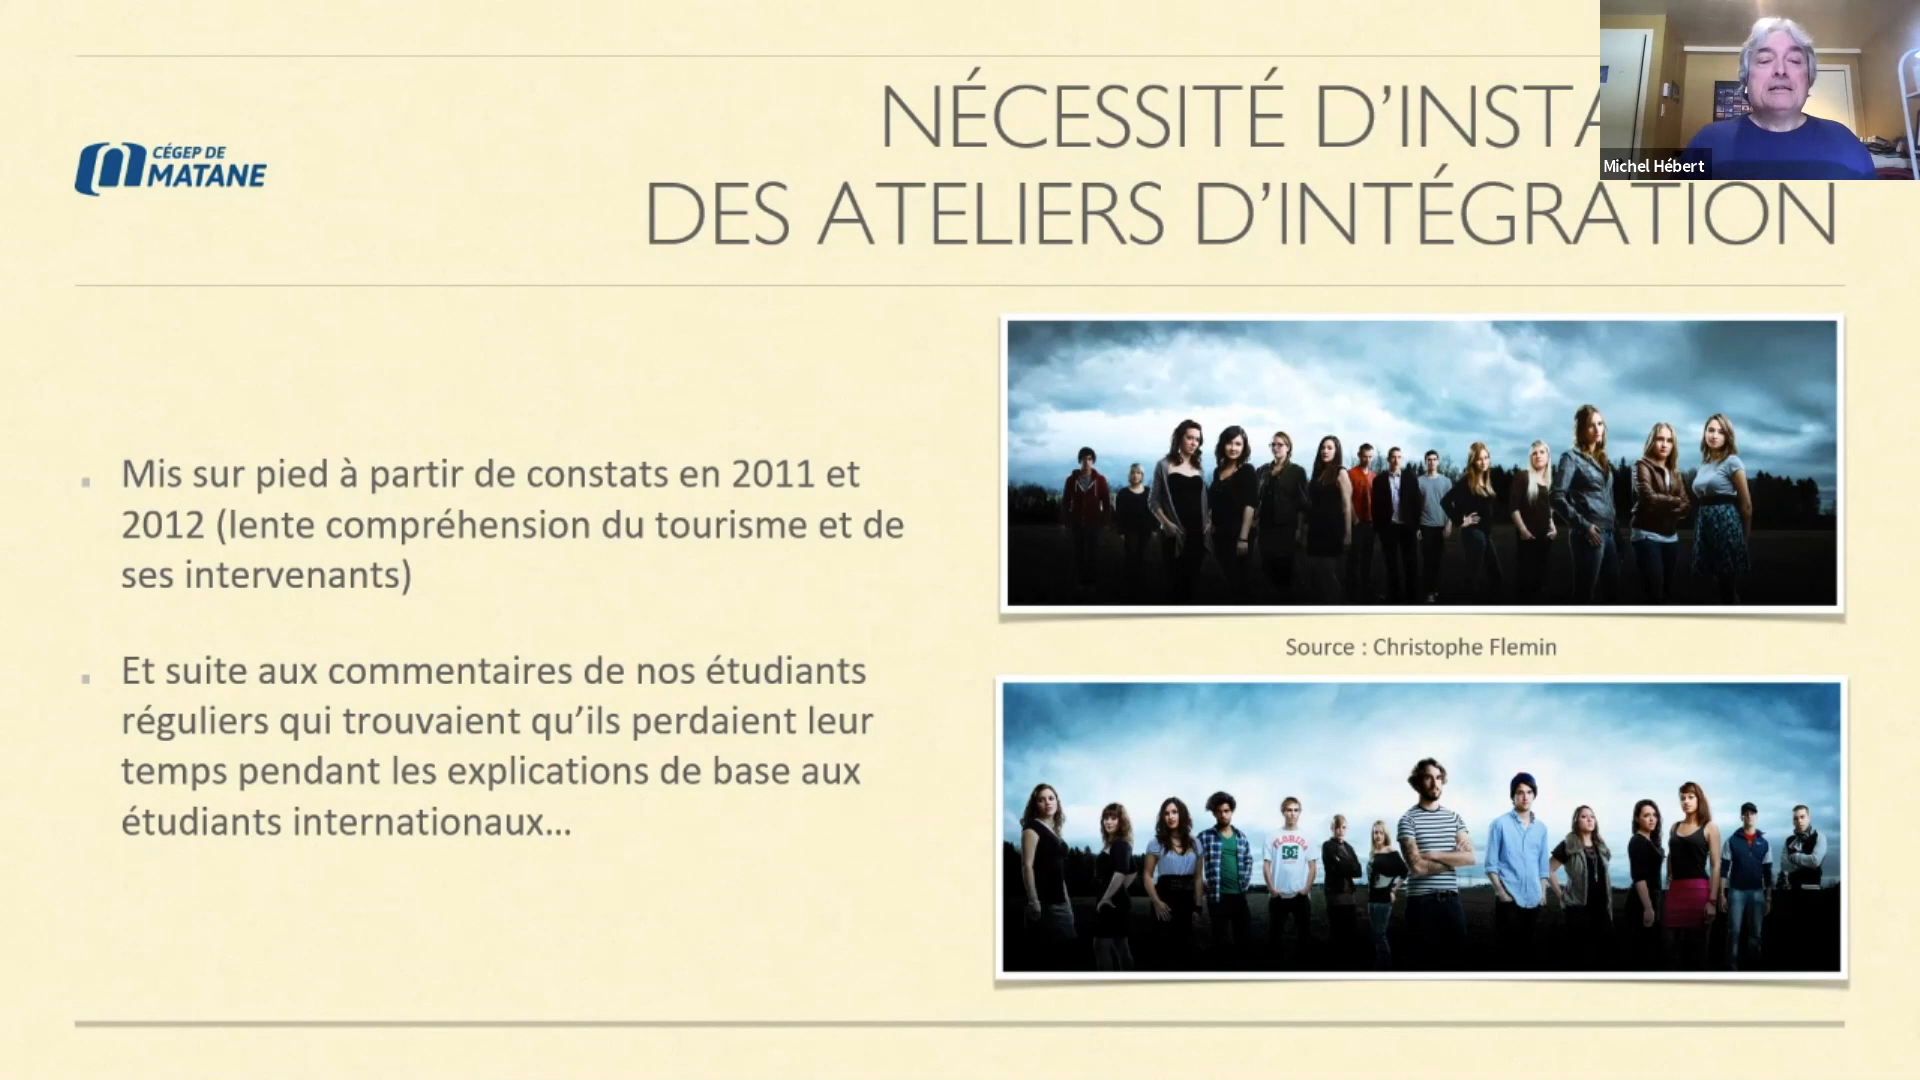 NÉCESSITÉ D’INSTA
DES ATELIERS D’INTÉGRATION
CÉGEP DE
MATANE
Michel Hébert
Mis sur pied à partir de constats en 2011 et
2012 (lente compréhension du tourisme et de
ses intervenants)
Et suite aux commentaires de nos étudiants
réguliers qui trouvaient qu’ils perdaient leur
temps pendant les explications de base aux
étudiants internationaux...
Source : Christophe Flemin
FLORIDA
DC